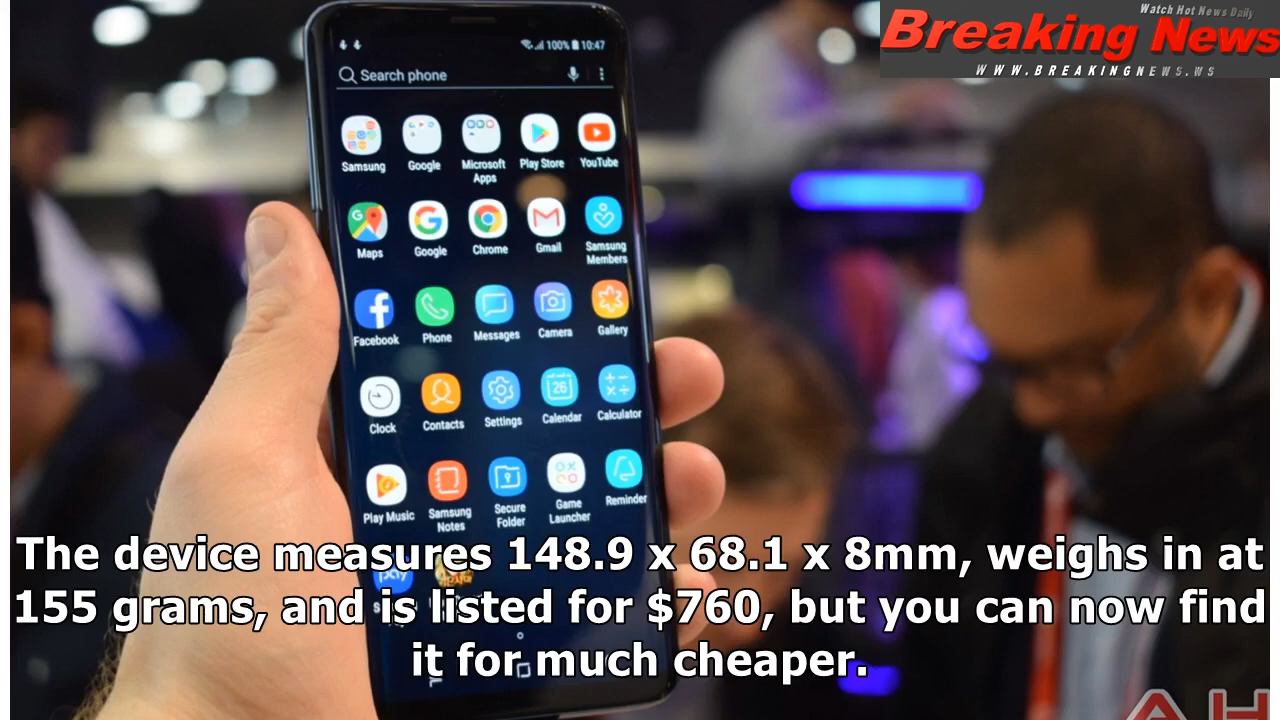 Watch Hot News Daily
Breaking News
WWW.BREAKINGNEWS.WS
100% 10:47
Search phone
Samsung Google Microsoft Apps Play Store YouTube
Maps Google Chrome Gmail Samsung Members
Facebook Phone Messages Camera Gallery
26
Clock Contacts Settings Calendar Calculator
Play Music Samsung Notes Secure Folder Game Launcher Reminder
pay
The device measures 148.9 x 68.1 x 8mm, weighs in at
155 grams, and is listed for $760, but you can now find
it for much cheaper.
AH